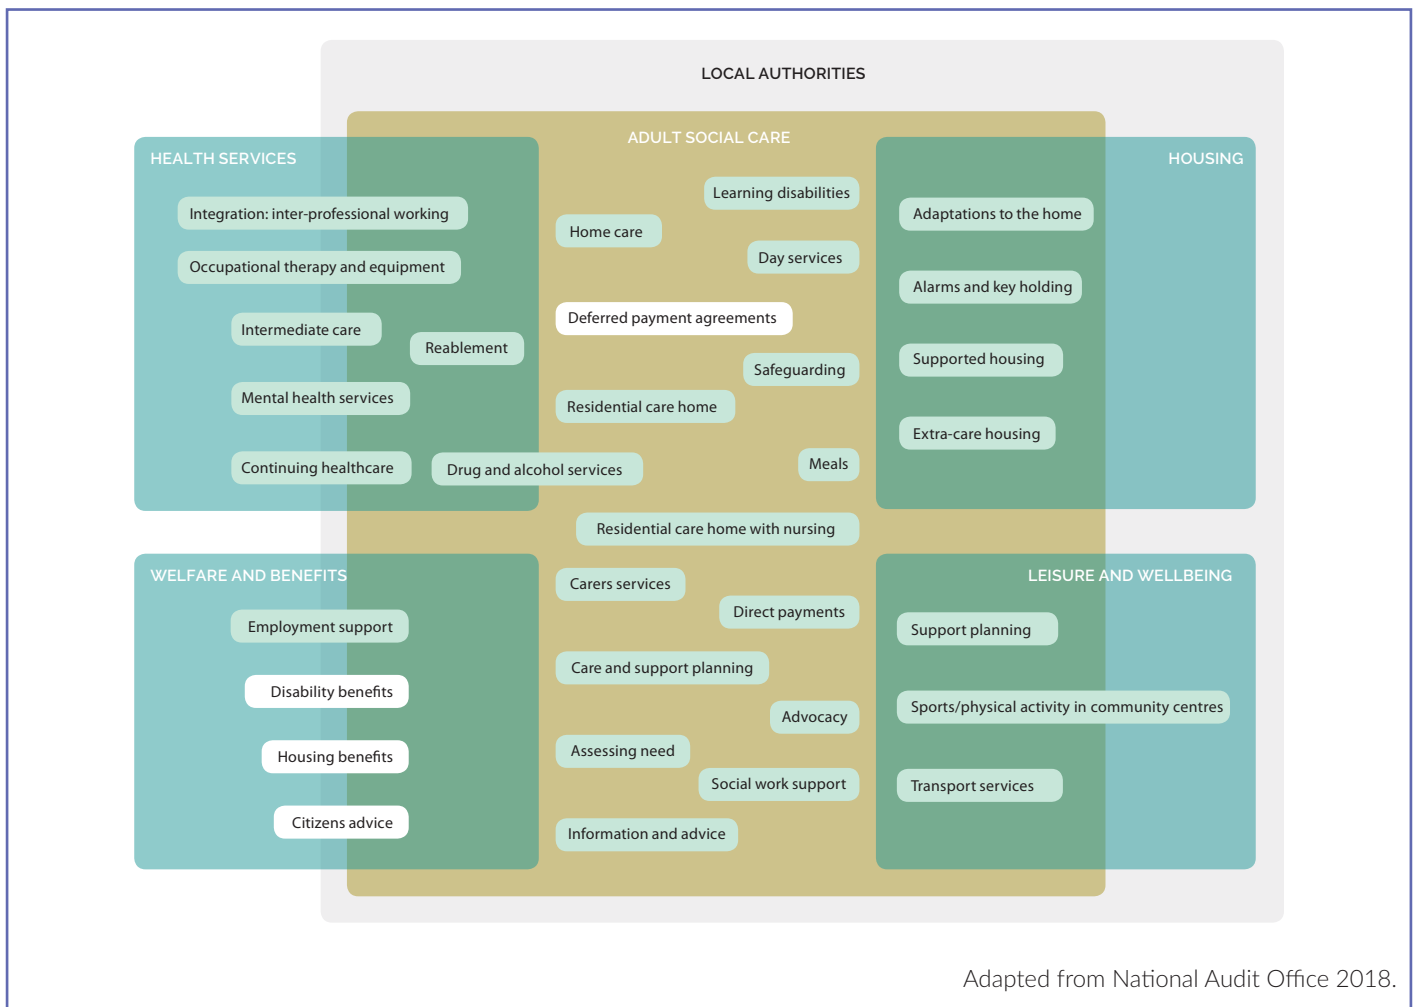 LOCAL AUTHORITIES
ADULT SOCIAL CARE
HEALTH SERVICES
Integration: inter-professional working
Occupational therapy and equipment
Intermediate care
Reablement
Mental health services
Continuing healthcare
Drug and alcohol services
Learning disabilities
Home care
Day services
Deferred payment agreements
Safeguarding
Residential care home
Meals
Residential care home with nursing
Carers services
Direct payments
Care and support planning
Advocacy
Assessing need
Social work support
Information and advice
HOUSING
Adaptations to the home
Alarms and key holding
Supported housing
Extra-care housing
WELFARE AND BENEFITS
Employment support
Disability benefits
Housing benefits
Citizens advice
LEISURE AND WELLBEING
Support planning
Sports/physical activity in community centres
Transport services
Adapted from National Audit Office 2018.